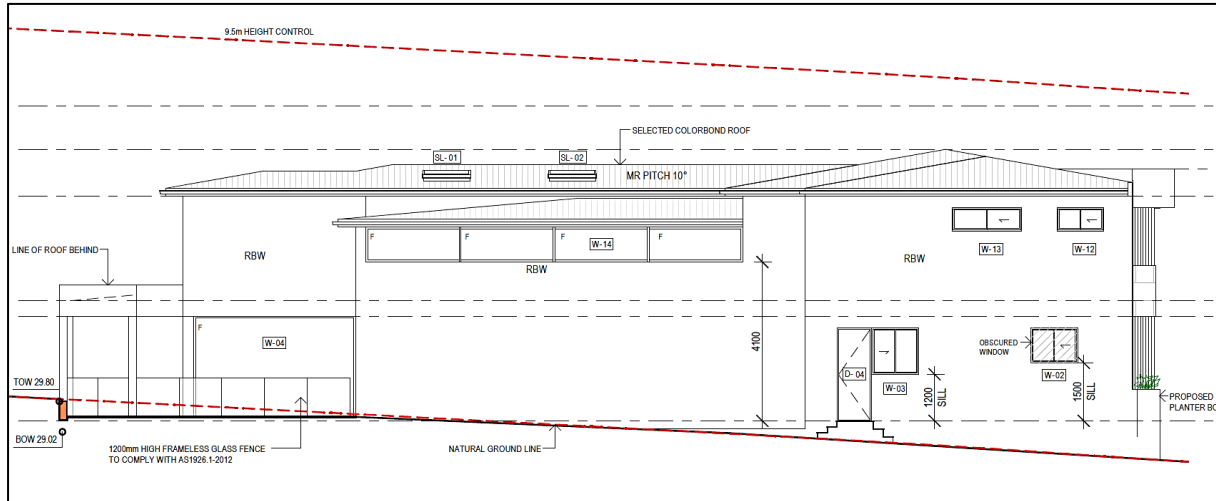 9.5m HEIGHT CONTROL
SELECTED COLORBOND ROOF
SL- 01
SL- 02
MR PITCH 10°
LINE OF ROOF BEHIND
RBW
F
F
F
F
W-14
RBW
RBW
W-13
W-12
F
W-04
4100
D- 04
W-03
1200
SILL
OBSCURED
WINDOW
W-02
1500
SILL
TOW 29.80
BOW 29.02
PROPOSED
PLANTER BO
1200mm HIGH FRAMELESS GLASS FENCE
TO COMPLY WITH AS1926.1-2012
NATURAL GROUND LINE